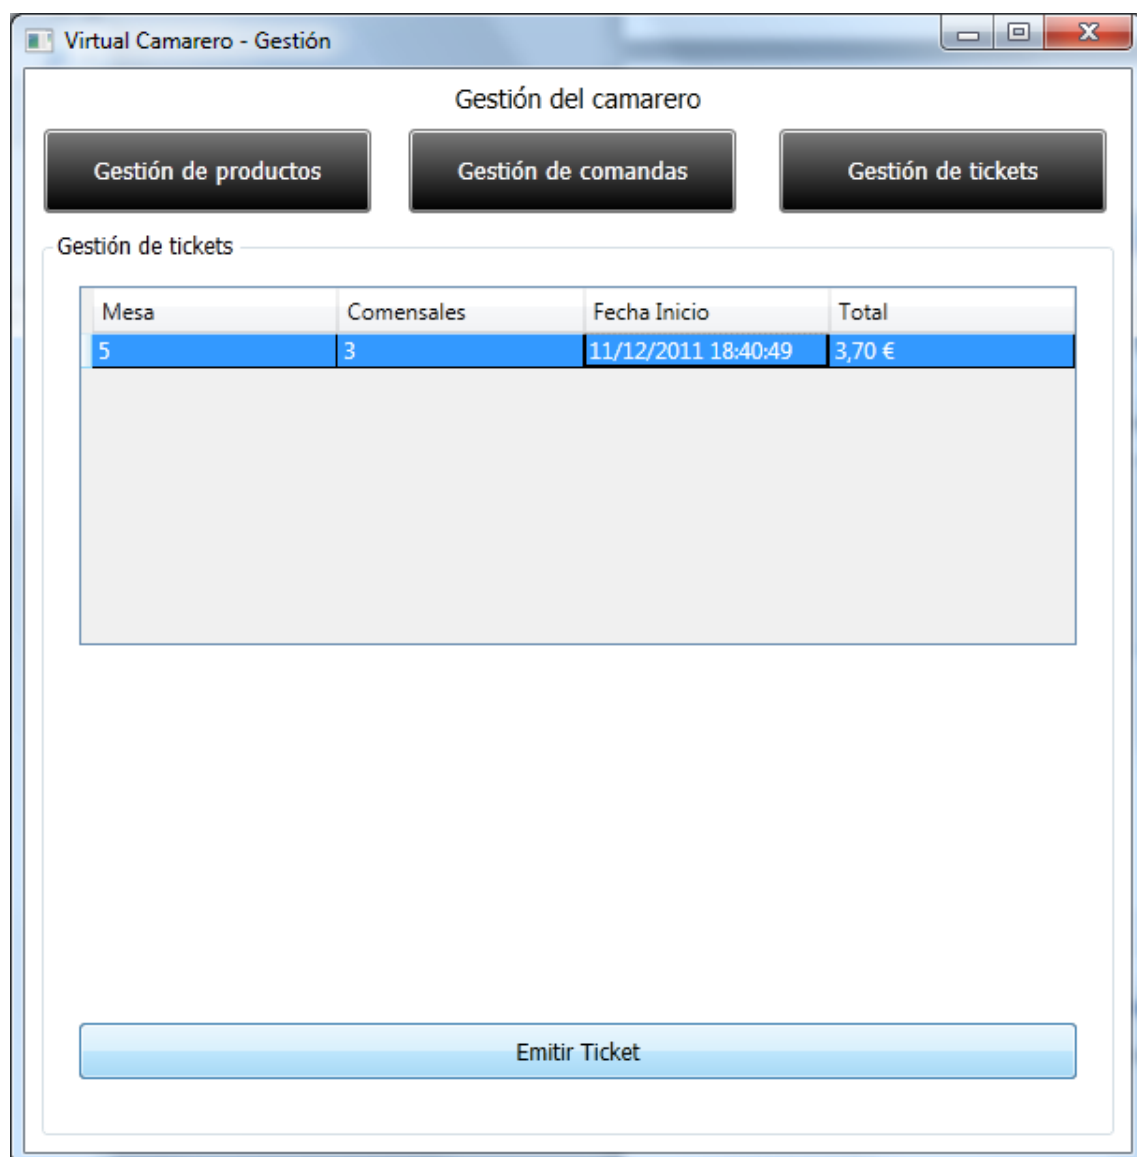 Virtual Camarero - Gestión
Gestión del camarero
Gestión de productos Gestión de comandas Gestión de tickets
Gestión de tickets
Mesa Comensales Fecha Inicio Total
5 3 11/12/2011 18:40:49 3,70 €
Emitir Ticket